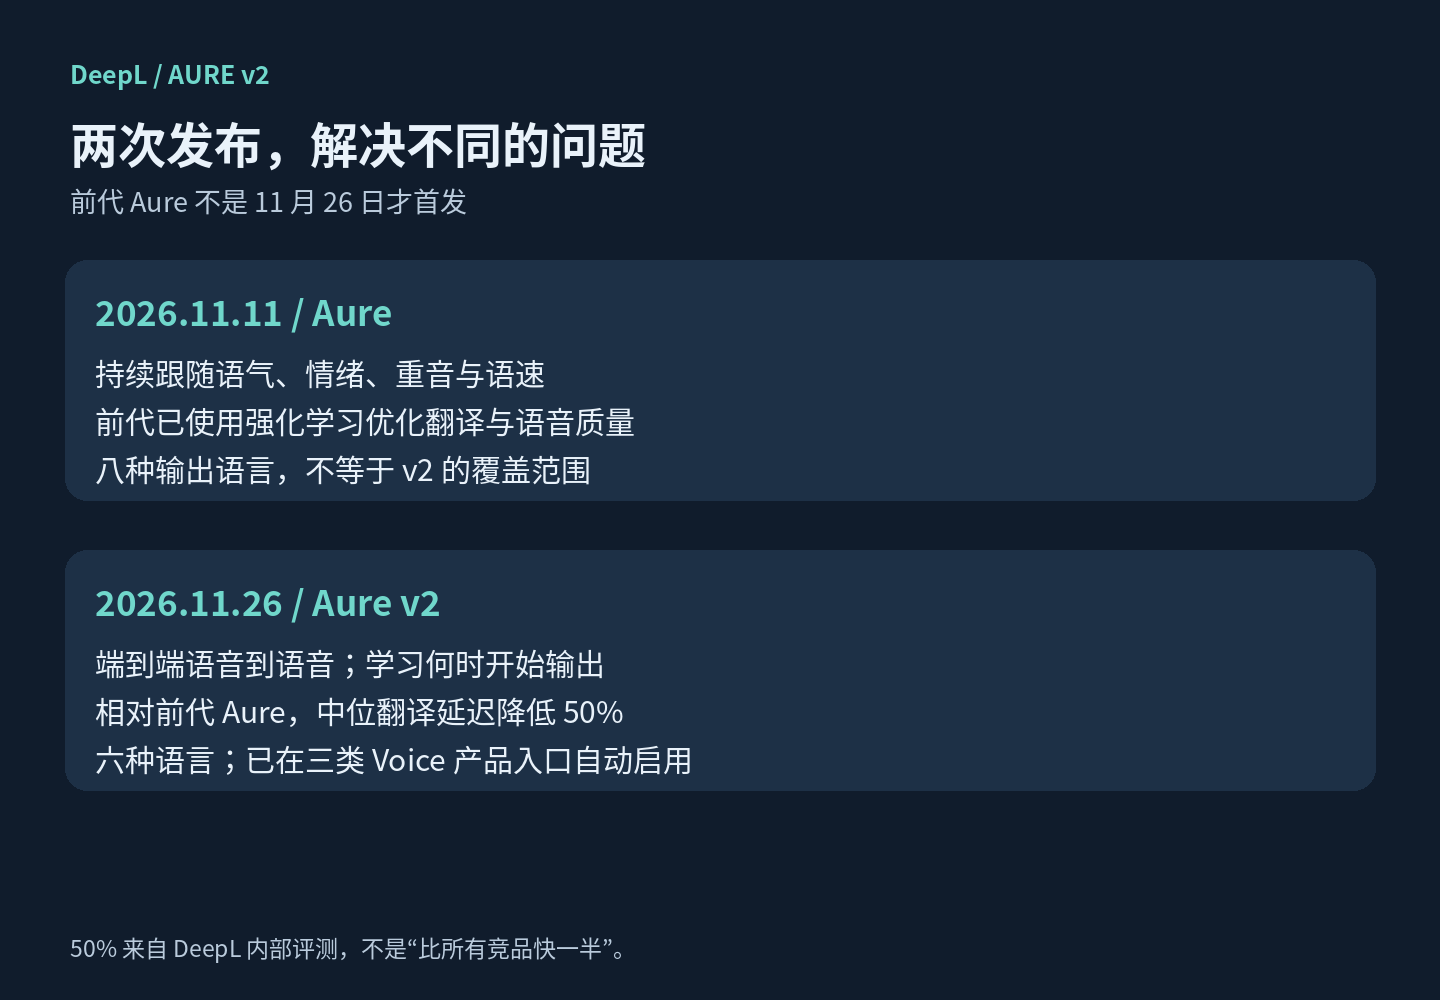 DeepL / AURE v2
两次发布，解决不同的问题
前代 Aure 不是 11 月 26 日才首发
2026.11.11 / Aure
持续跟随语气、情绪、重音与语速
前代已使用强化学习优化翻译与语音质量
八种输出语言，不等于 v2 的覆盖范围
2026.11.26 / Aure v2
端到端语音到语音；学习何时开始输出
相对前代 Aure，中位翻译延迟降低 50%
六种语言；已在三类 Voice 产品入口自动启用
50% 来自 DeepL 内部评测，不是“比所有竞品快一半”。